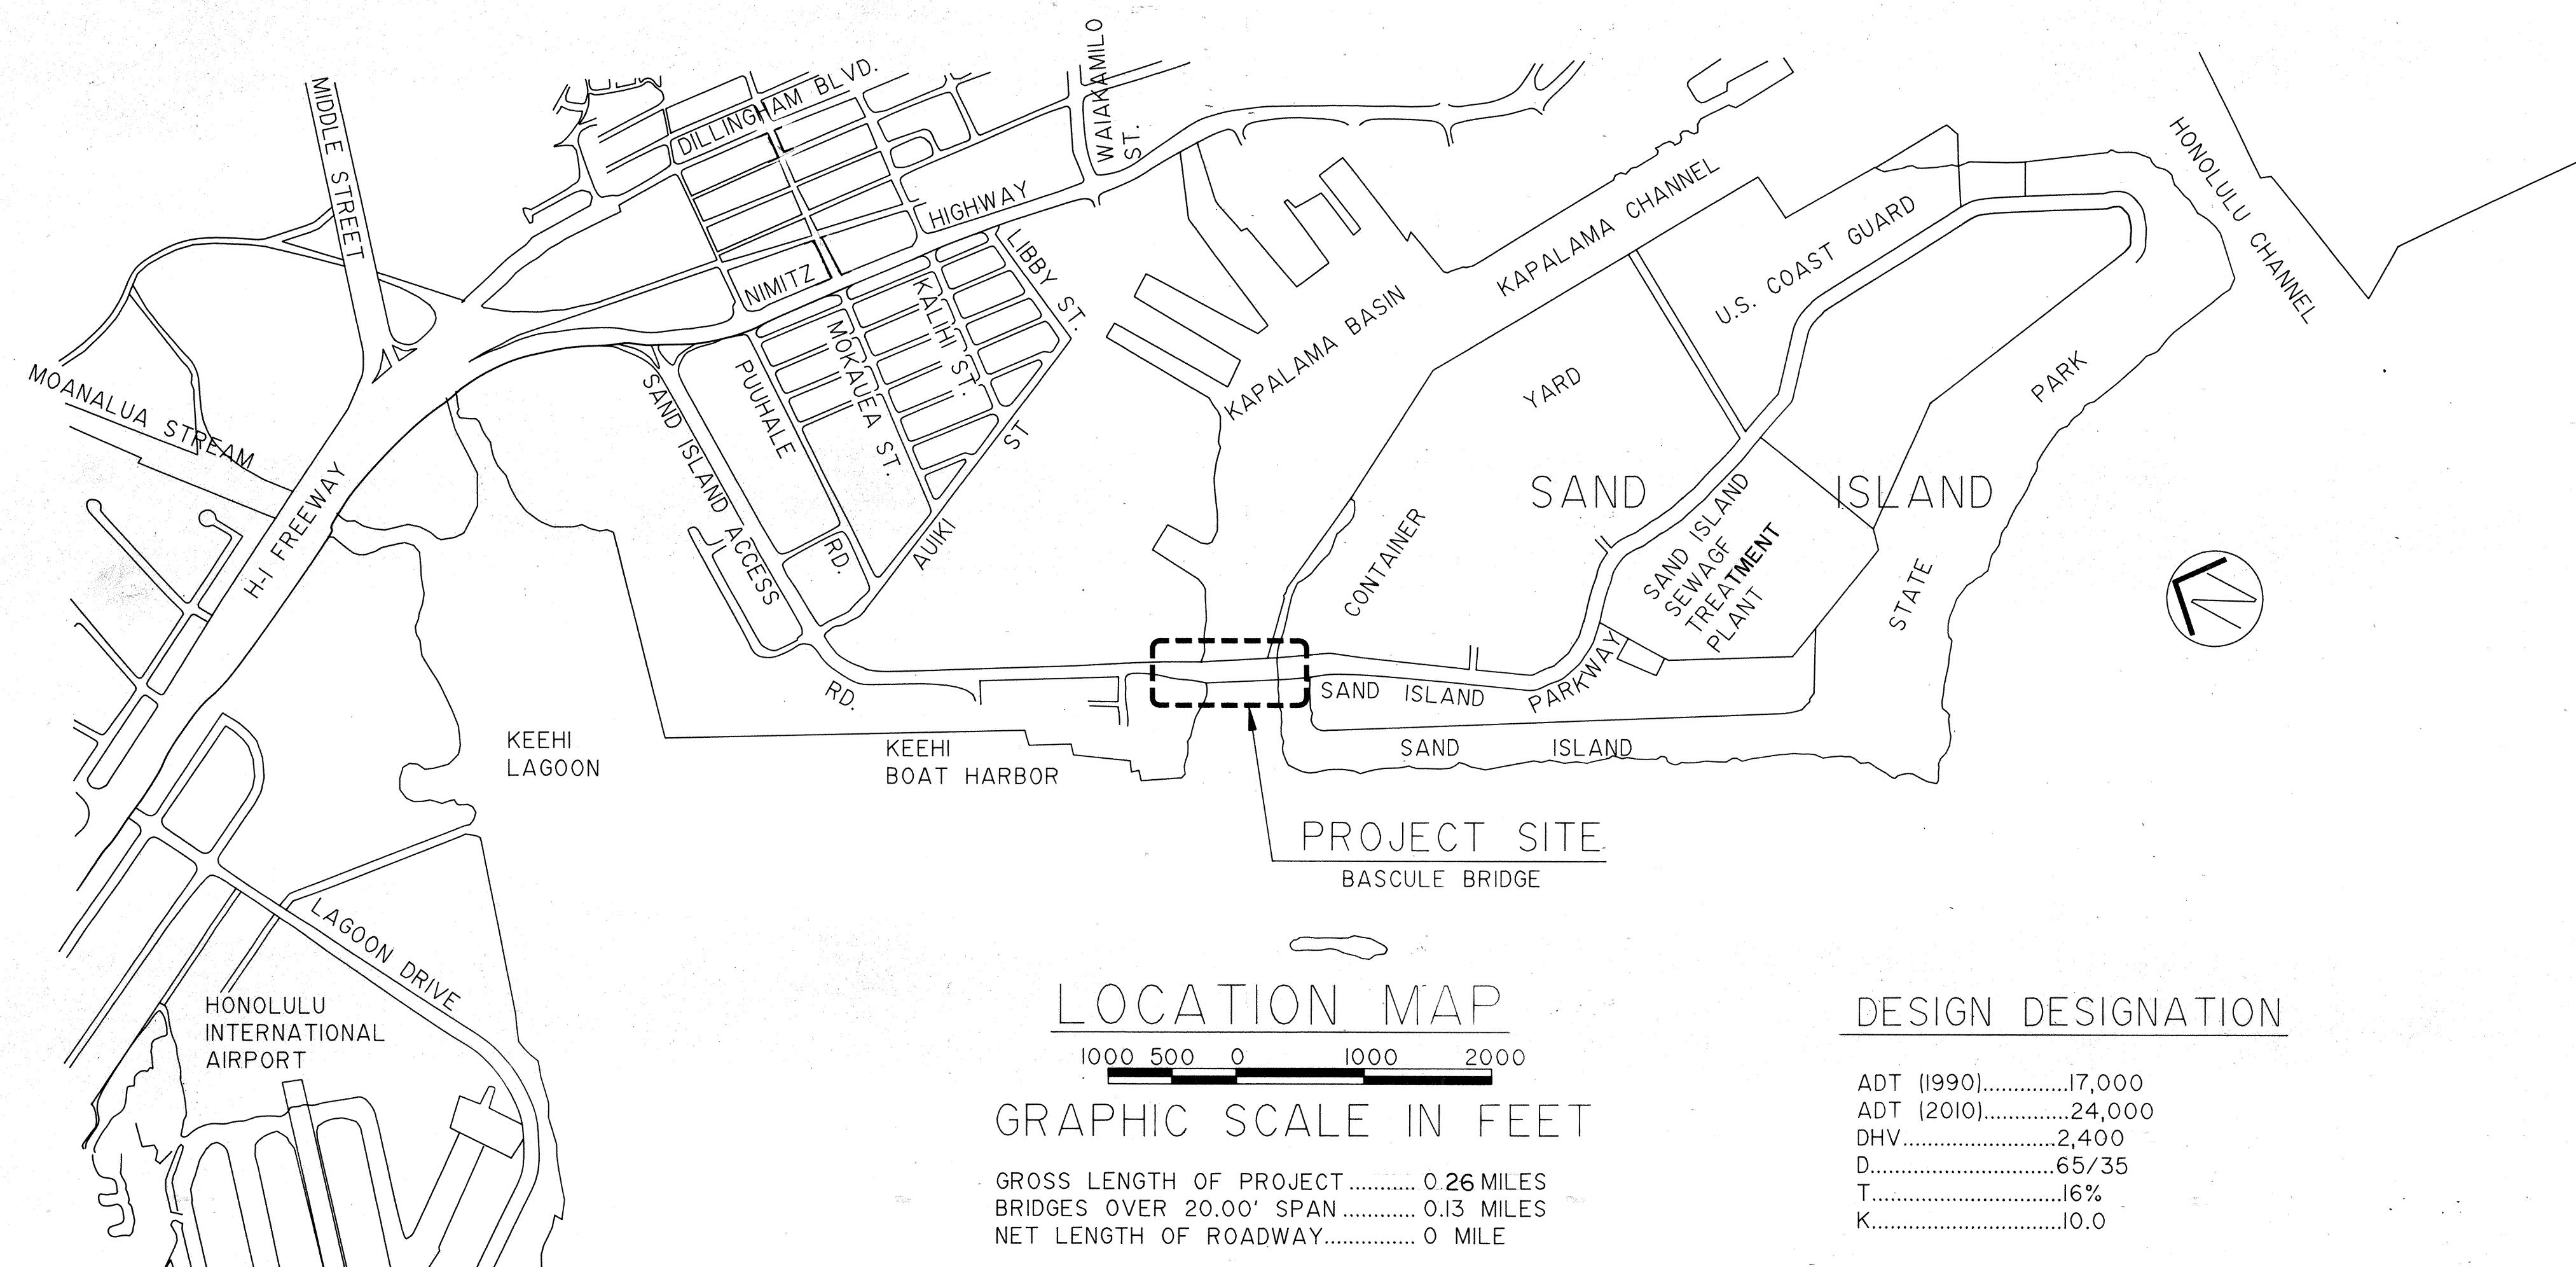 MIDDLE STREET
DILLINGHAM BLVD.
WAIAKAMILO
ST.
NIMITZ HIGHWAY
LIBBY ST.
KALIHI ST.
MOKAUEA ST.
PUUHALE RD.
SAND ISLAND ACCESS RD.
AUIKI ST
MOANALUA STREAM
H-1 FREEWAY
KAPALAMA BASIN
KAPALAMA CHANNEL
HONOLULU CHANNEL
U.S. COAST GUARD
CONTAINER YARD
SAND ISLAND
SAND ISLAND
SEWAGF
TREATMENT
PLANT
SAND ISLAND PARKWAY
SAND ISLAND STATE PARK
KEEHI
LAGOON
KEEHI
BOAT HARBOR
PROJECT SITE
BASCULE BRIDGE
LAGOON DRIVE
HONOLULU
INTERNATIONAL
AIRPORT
N
LOCATION MAP
1000 500 0 1000 2000
GRAPHIC SCALE IN FEET
GROSS LENGTH OF PROJECT ........... 0.26 MILES
BRIDGES OVER 20.00' SPAN ............ 0.13 MILES
NET LENGTH OF ROADWAY............... 0 MILE
DESIGN DESIGNATION
ADT (1990).............17,000
ADT (2010).............24,000
DHV.......................2,400
D............................65/35
T.............................16%
K.............................10.0